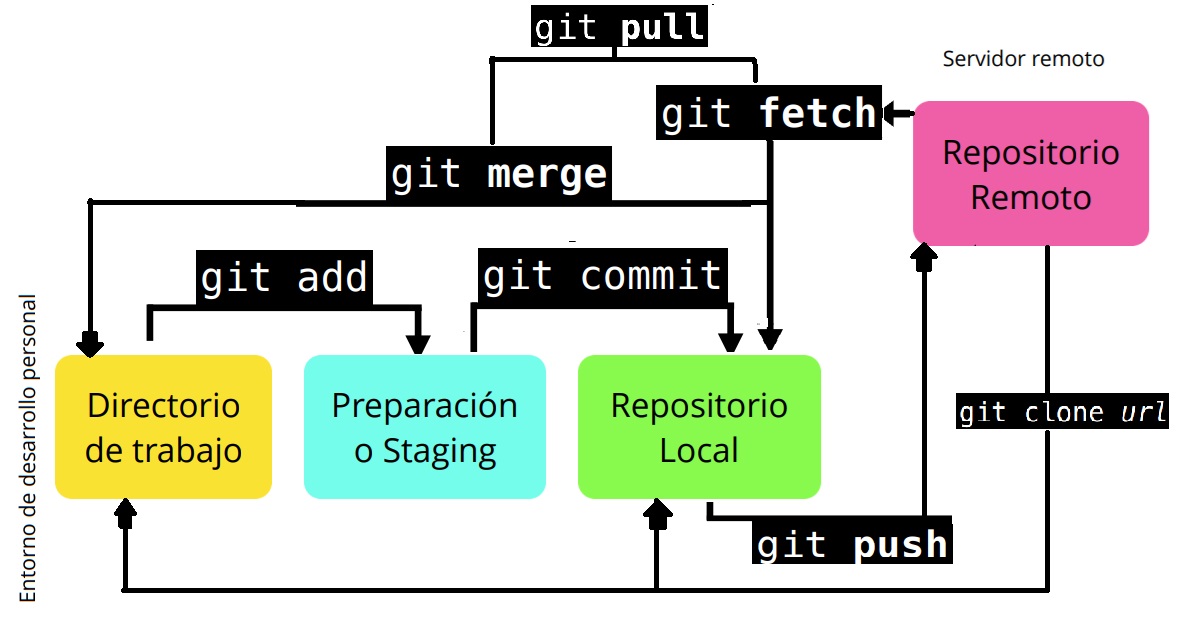 git pull
Servidor remoto
git fetch
Repositorio
Remoto
git merge
git add
git commit
Entorno de desarrollo personal
Directorio
de trabajo
Preparación
o Staging
Repositorio
Local
git clone url
git push